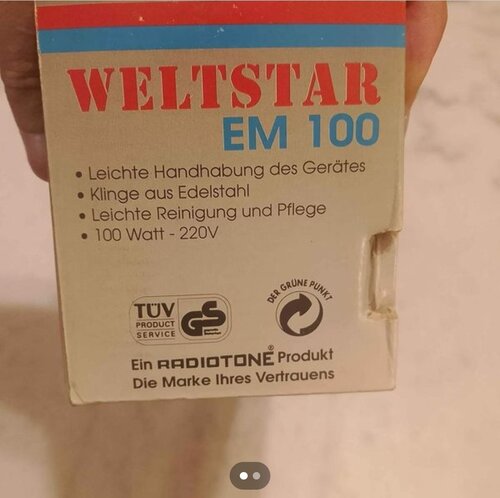 WELTSTAR
EM 100
• Leichte Handhabung des Gerätes
• Klinge aus Edelstahl
• Leichte Reinigung und Pflege
• 100 Watt - 220V
TÜV
PRODUCT
SERVICE
GS
DER GRÜNE PUNKT
Ein RADIOTONE® Produkt
Die Marke Ihres Vertrauens